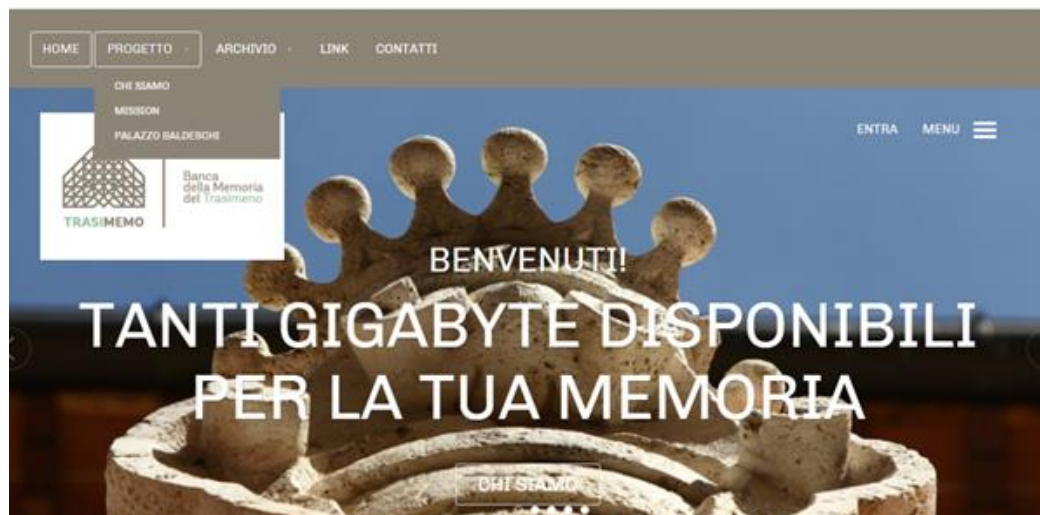 HOME PROGETTO ARCHIVIO LINK CONTATTI
CHI SIAMO
MISSION
PALAZZO BALDESCHI
ENTRA MENU
Banca
della Memoria
del Trasimeno
TRASIMEMO
BENVENUTI!
TANTI GIGABYTE DISPONIBILI
PER LA TUA MEMORIA
CHI SIAMO